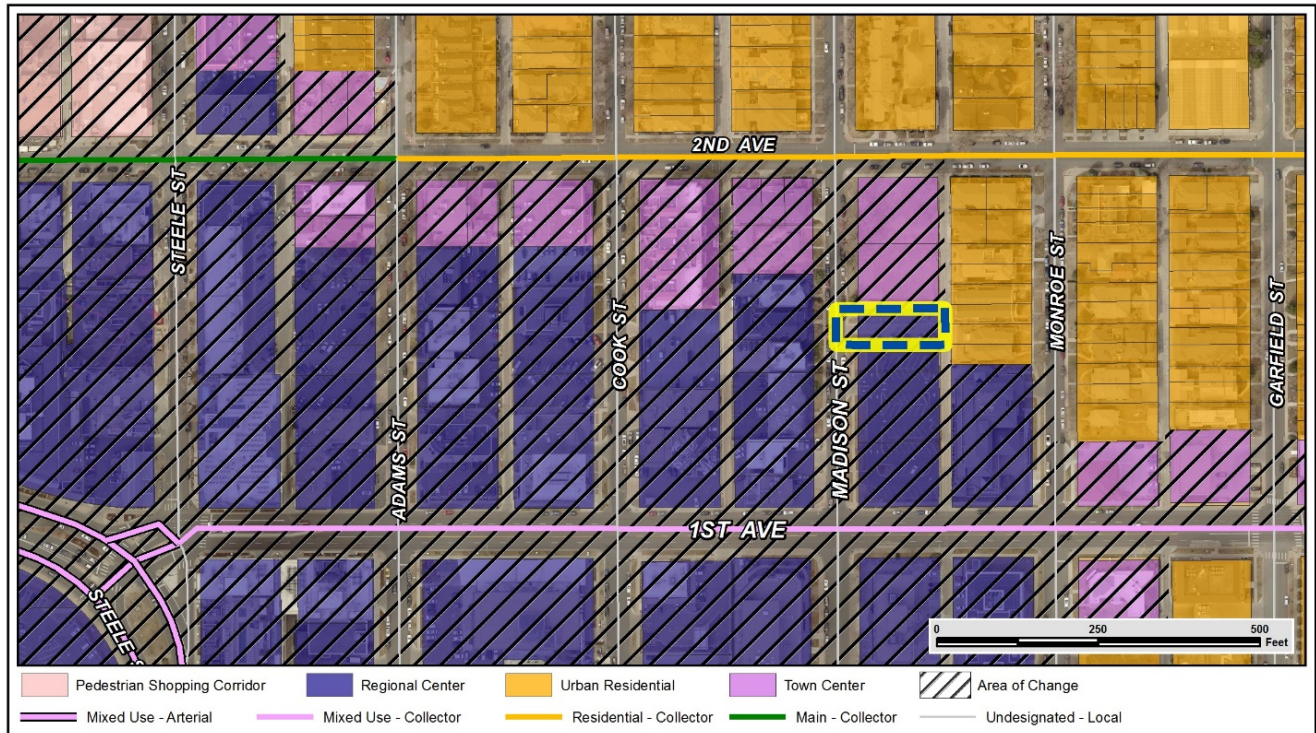 2ND AVE
STEELE ST
ADAMS ST
COOK ST
MADISON ST
MONROE ST
GARFIELD ST
1ST AVE
STEELE S
0 250 500
Feet
Pedestrian Shopping Corridor Regional Center Urban Residential Town Center Area of Change
Mixed Use - Arterial Mixed Use - Collector Residential - Collector Main - Collector Undesignated - Local